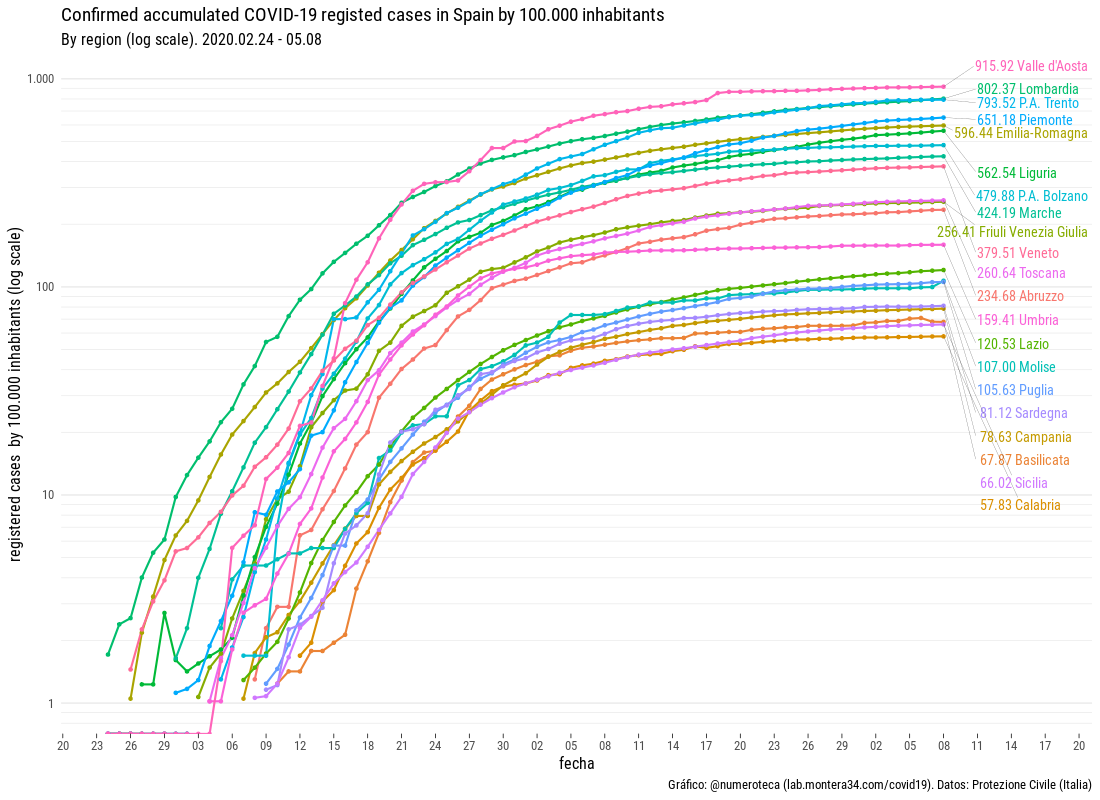 Confirmed accumulated COVID-19 registed cases in Spain by 100.000 inhabitants
By region (log scale). 2020.02.24 - 05.08
registered cases by 100.000 inhabitants (log scale)
1.000
100
10
1
915.92 Valle d'Aosta
802.37 Lombardia
793.52 P.A. Trento
651.18 Piemonte
596.44 Emilia-Romagna
562.54 Liguria
479.88 P.A. Bolzano
424.19 Marche
256.41 Friuli Venezia Giulia
379.51 Veneto
260.64 Toscana
234.68 Abruzzo
159.41 Umbria
120.53 Lazio
107.00 Molise
105.63 Puglia
81.12 Sardegna
78.63 Campania
67.87 Basilicata
66.02 Sicilia
57.83 Calabria
20 23 26 29 03 06 09 12 15 18 21 24 27 30 02 05 08 11 14 17 20 23 26 29 02 05 08 11 14 17 20
fecha
Gráfico: @numeroteca (lab.montera34.com/covid19). Datos: Protezione Civile (Italia)